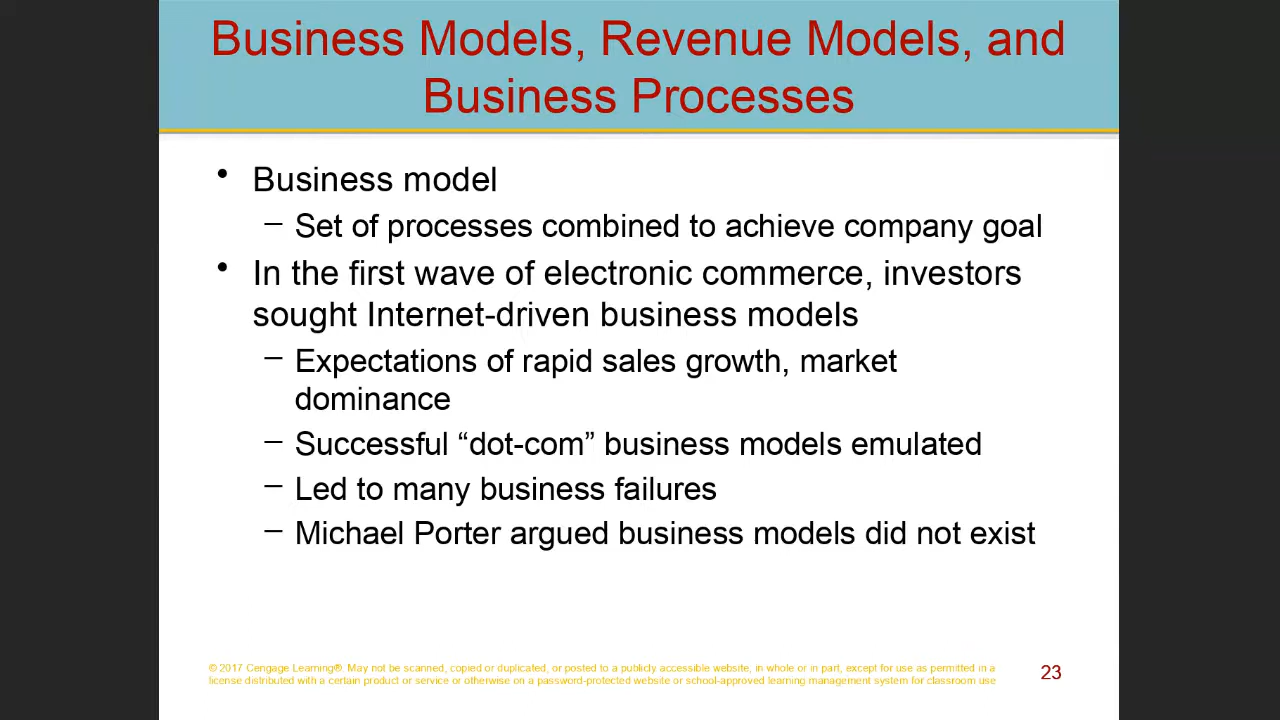 Business Models, Revenue Models, and
Business Processes
• Business model
– Set of processes combined to achieve company goal
• In the first wave of electronic commerce, investors
sought Internet-driven business models
– Expectations of rapid sales growth, market
dominance
– Successful “dot-com” business models emulated
– Led to many business failures
– Michael Porter argued business models did not exist
© 2017 Cengage Learning®. May not be scanned, copied or duplicated, or posted to a publicly accessible website, in whole or in part, except for use as permitted in a
license distributed with a certain product or service or otherwise on a password-protected website or school-approved learning management system for classroom use
23